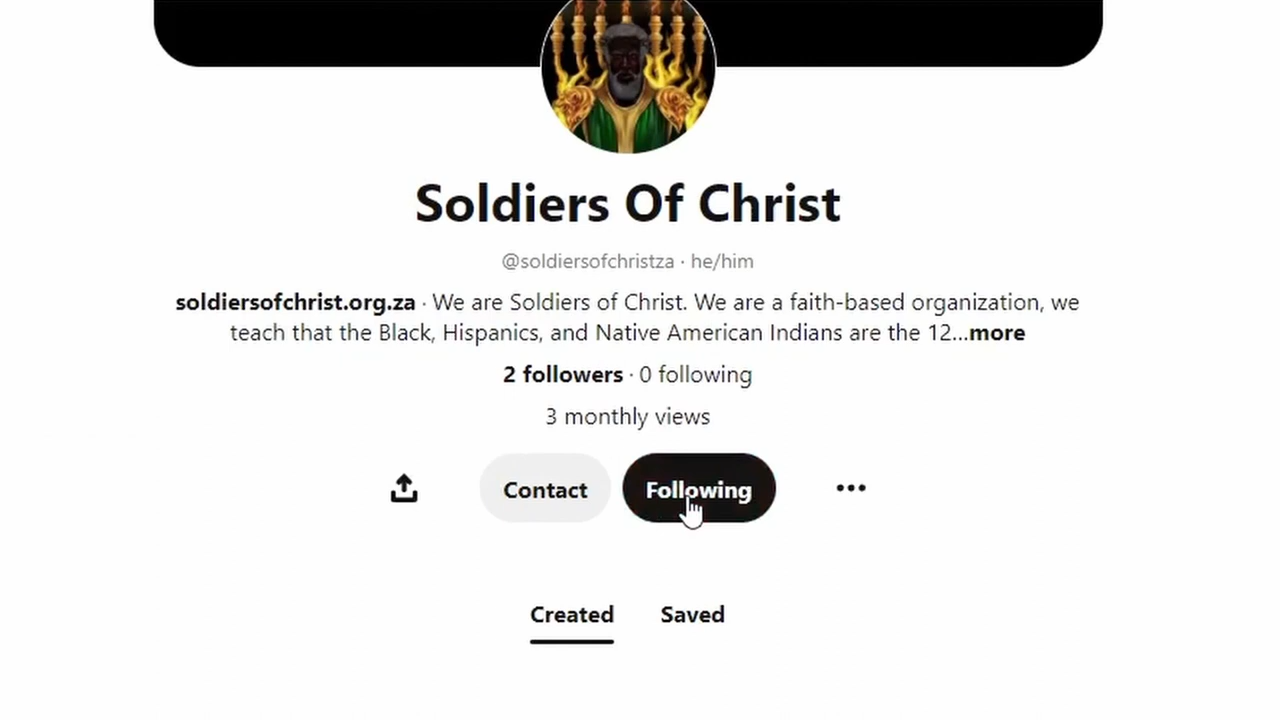 Soldiers Of Christ
@soldiersofchristza · he/him
soldiersofchrist.org.za · We are Soldiers of Christ. We are a faith-based organization, we
teach that the Black, Hispanics, and Native American Indians are the 12...more
2 followers · 0 following
3 monthly views
Contact Following
Created Saved